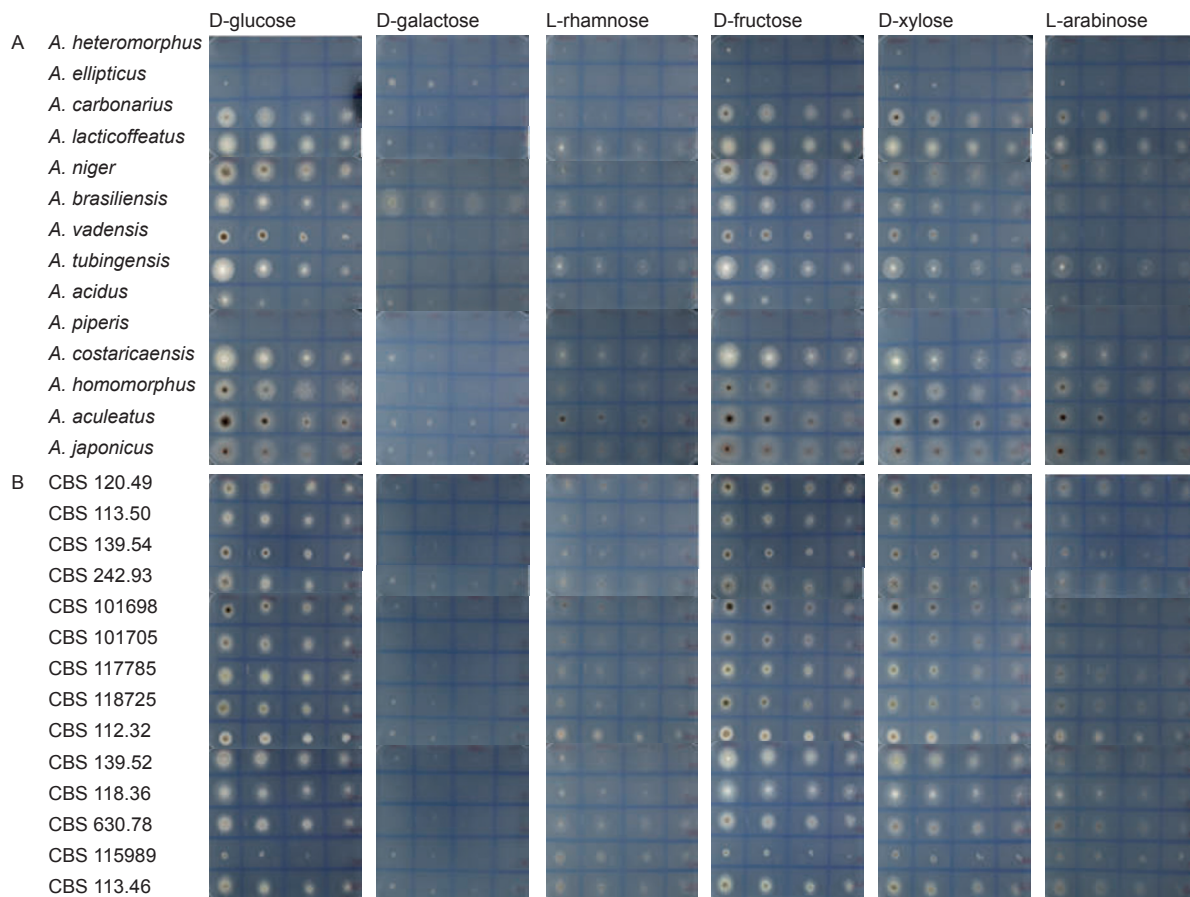 D-glucose D-galactose L-rhamnose D-fructose D-xylose L-arabinose
A A. heteromorphus
A. ellipticus
A. carbonarius
A. lacticoffeatus
A. niger
A. brasiliensis
A. vadensis
A. tubingensis
A. acidus
A. piperis
A. costaricaensis
A. homomorphus
A. aculeatus
A. japonicus
B CBS 120.49
CBS 113.50
CBS 139.54
CBS 242.93
CBS 101698
CBS 101705
CBS 117785
CBS 118725
CBS 112.32
CBS 139.52
CBS 118.36
CBS 630.78
CBS 115989
CBS 113.46